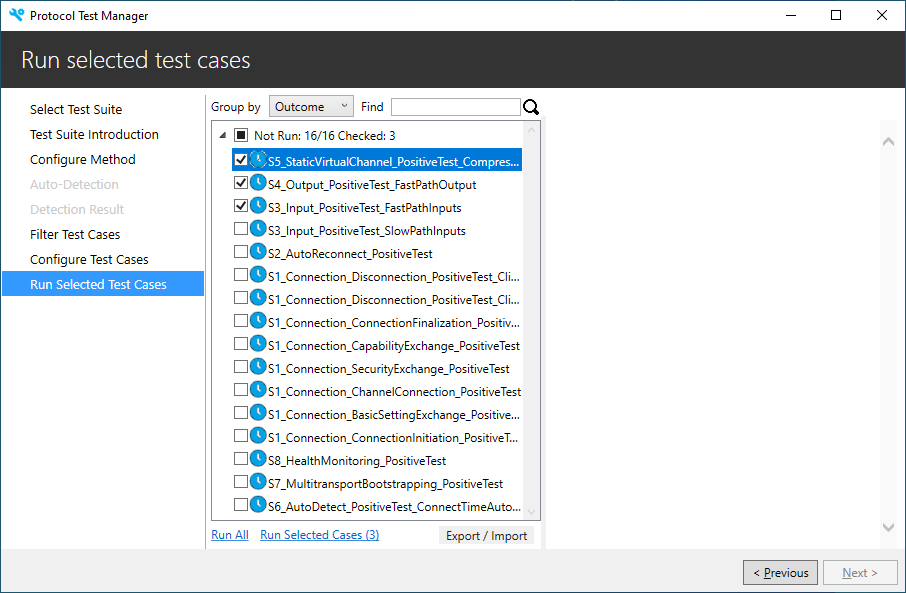 Protocol Test Manager
Run selected test cases
Select Test Suite
Test Suite Introduction
Configure Method
Auto-Detection
Detection Result
Filter Test Cases
Configure Test Cases
Run Selected Test Cases
Group by Outcome Find
Not Run: 16/16 Checked: 3
S5_StaticVirtualChannel_PositiveTest_Compres...
S4_Output_PositiveTest_FastPathOutput
S3_Input_PositiveTest_FastPathInputs
S3_Input_PositiveTest_SlowPathInputs
S2_AutoReconnect_PositiveTest
S1_Connection_Disconnection_PositiveTest_Cli...
S1_Connection_Disconnection_PositiveTest_Cli...
S1_Connection_ConnectionFinalization_Positiv...
S1_Connection_CapabilityExchange_PositiveTest
S1_Connection_SecurityExchange_PositiveTest
S1_Connection_ChannelConnection_PositiveTest
S1_Connection_BasicSettingExchange_Positive...
S1_Connection_ConnectionInitiation_PositiveT...
S8_HealthMonitoring_PositiveTest
S7_MultitransportBootstrapping_PositiveTest
S6_AutoDetect_PositiveTest_ConnectTimeAuto...
Run All Run Selected Cases (3) Export / Import
< Previous Next >